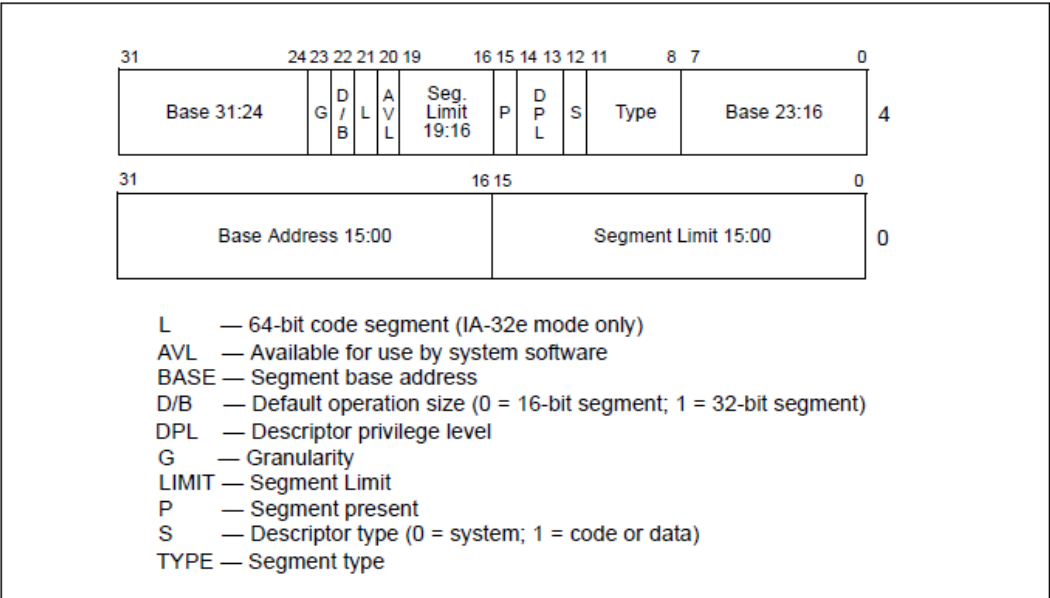 31 24 23 22 21 20 19 16 15 14 13 12 11 8 7 0
Base 31:24 G D/B L AVL Seg. Limit 19:16 P DPL S Type Base 23:16 4
31 16 15 0
Base Address 15:00 Segment Limit 15:00 0
L — 64-bit code segment (IA-32e mode only)
AVL — Available for use by system software
BASE — Segment base address
D/B — Default operation size (0 = 16-bit segment; 1 = 32-bit segment)
DPL — Descriptor privilege level
G — Granularity
LIMIT — Segment Limit
P — Segment present
S — Descriptor type (0 = system; 1 = code or data)
TYPE — Segment type